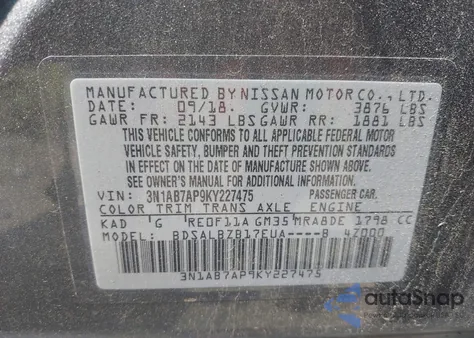 MANUFACTURED BY NISSAN MOTOR CO., LTD.
DATE: 09/18. GVWR: 3876 LBS
GAWR FR: 2143 LBS GAWR RR: 1881 LBS
THIS VEHICLE CONFORMS TO ALL APPLICABLE FEDERAL MOTOR
VEHICLE SAFETY, BUMPER AND THEFT PREVENTION STANDARDS
IN EFFECT ON THE DATE OF MANUFACTURE SHOWN ABOVE.
SEE OWNER'S MANUAL FOR ADDITIONAL INFORMATION.
VIN: 3N1AB7AP9KY227475 PASSENGER CAR.
COLOR TRIM TRANS AXLE ENGINE
KAD G RE0F11A GM35 MRA8DE 1798 CC
MODEL: BDSALBZB17EUA----B 4Z000
3N1AB7AP9KY227475
autoSnap